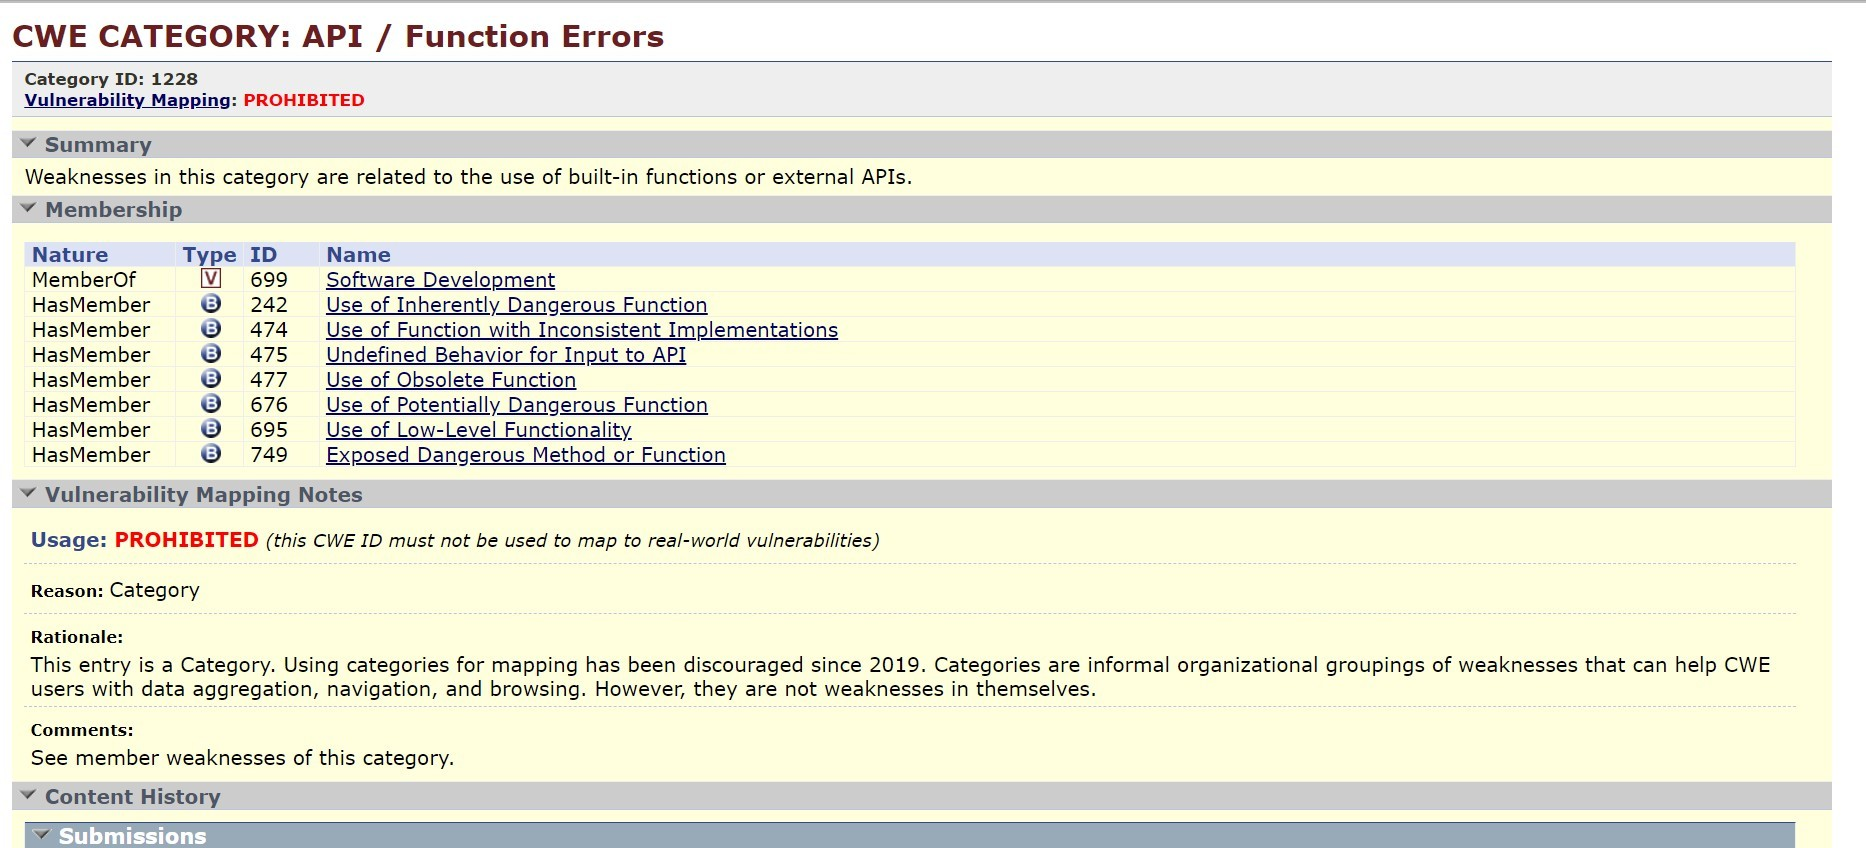 CWE CATEGORY: API / Function Errors
Category ID: 1228
Vulnerability Mapping: PROHIBITED
Summary
Weaknesses in this category are related to the use of built-in functions or external APIs.
Membership
Nature Type ID Name
MemberOf V 699 Software Development
HasMember B 242 Use of Inherently Dangerous Function
HasMember B 474 Use of Function with Inconsistent Implementations
HasMember B 475 Undefined Behavior for Input to API
HasMember B 477 Use of Obsolete Function
HasMember B 676 Use of Potentially Dangerous Function
HasMember B 695 Use of Low-Level Functionality
HasMember B 749 Exposed Dangerous Method or Function
Vulnerability Mapping Notes
Usage: PROHIBITED (this CWE ID must not be used to map to real-world vulnerabilities)
Reason: Category
Rationale:
This entry is a Category. Using categories for mapping has been discouraged since 2019. Categories are informal organizational groupings of weaknesses that can help CWE
users with data aggregation, navigation, and browsing. However, they are not weaknesses in themselves.
Comments:
See member weaknesses of this category.
Content History
Submissions